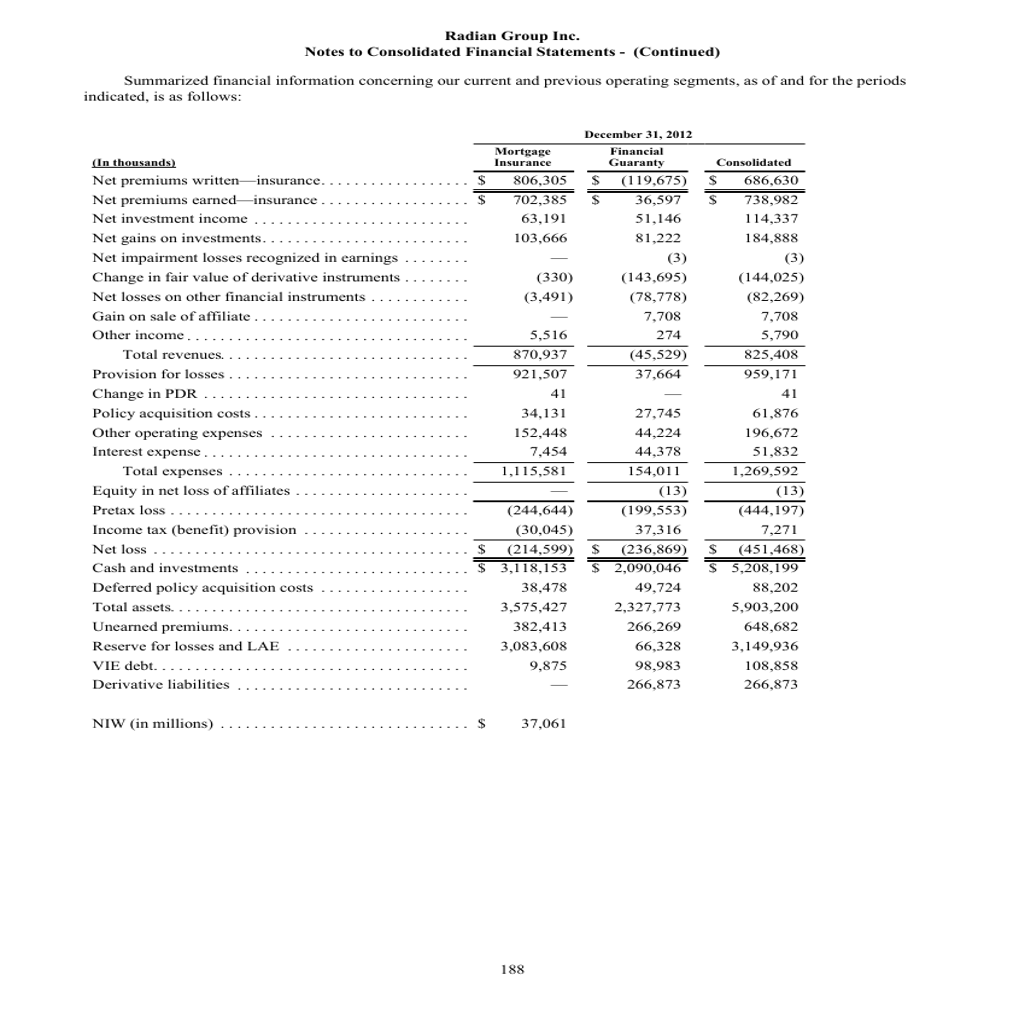 Radian Group Inc.
Notes to Consolidated Financial Statements - (Continued)
Summarized financial information concerning our current and previous operating segments, as of and for the periods
indicated, is as follows:
December 31, 2012
(In thousands) Mortgage Insurance Financial Guaranty Consolidated
Net premiums written—insurance. . . . . . . . . . . . . . . . . . $ 806,305 $ (119,675) $ 686,630
Net premiums earned—insurance . . . . . . . . . . . . . . . . . . $ 702,385 $ 36,597 $ 738,982
Net investment income . . . . . . . . . . . . . . . . . . . . . . . . . . 63,191 51,146 114,337
Net gains on investments. . . . . . . . . . . . . . . . . . . . . . . . . 103,666 81,222 184,888
Net impairment losses recognized in earnings . . . . . . . . — (3) (3)
Change in fair value of derivative instruments . . . . . . . . (330) (143,695) (144,025)
Net losses on other financial instruments . . . . . . . . . . . . (3,491) (78,778) (82,269)
Gain on sale of affiliate . . . . . . . . . . . . . . . . . . . . . . . . . . — 7,708 7,708
Other income . . . . . . . . . . . . . . . . . . . . . . . . . . . . . . . . . . 5,516 274 5,790
Total revenues. . . . . . . . . . . . . . . . . . . . . . . . . . . . . . 870,937 (45,529) 825,408
Provision for losses . . . . . . . . . . . . . . . . . . . . . . . . . . . . . 921,507 37,664 959,171
Change in PDR . . . . . . . . . . . . . . . . . . . . . . . . . . . . . . . . 41 — 41
Policy acquisition costs . . . . . . . . . . . . . . . . . . . . . . . . . . 34,131 27,745 61,876
Other operating expenses . . . . . . . . . . . . . . . . . . . . . . . . 152,448 44,224 196,672
Interest expense . . . . . . . . . . . . . . . . . . . . . . . . . . . . . . . . 7,454 44,378 51,832
Total expenses . . . . . . . . . . . . . . . . . . . . . . . . . . . . . 1,115,581 154,011 1,269,592
Equity in net loss of affiliates . . . . . . . . . . . . . . . . . . . . . — (13) (13)
Pretax loss . . . . . . . . . . . . . . . . . . . . . . . . . . . . . . . . . . . . (244,644) (199,553) (444,197)
Income tax (benefit) provision . . . . . . . . . . . . . . . . . . . . (30,045) 37,316 7,271
Net loss . . . . . . . . . . . . . . . . . . . . . . . . . . . . . . . . . . . . . . $ (214,599) $ (236,869) $ (451,468)
Cash and investments . . . . . . . . . . . . . . . . . . . . . . . . . . . $ 3,118,153 $ 2,090,046 $ 5,208,199
Deferred policy acquisition costs . . . . . . . . . . . . . . . . . . 38,478 49,724 88,202
Total assets. . . . . . . . . . . . . . . . . . . . . . . . . . . . . . . . . . . . 3,575,427 2,327,773 5,903,200
Unearned premiums. . . . . . . . . . . . . . . . . . . . . . . . . . . . . 382,413 266,269 648,682
Reserve for losses and LAE . . . . . . . . . . . . . . . . . . . . . . 3,083,608 66,328 3,149,936
VIE debt. . . . . . . . . . . . . . . . . . . . . . . . . . . . . . . . . . . . . . 9,875 98,983 108,858
Derivative liabilities . . . . . . . . . . . . . . . . . . . . . . . . . . . . — 266,873 266,873
NIW (in millions) . . . . . . . . . . . . . . . . . . . . . . . . . . . . . . $ 37,061
188